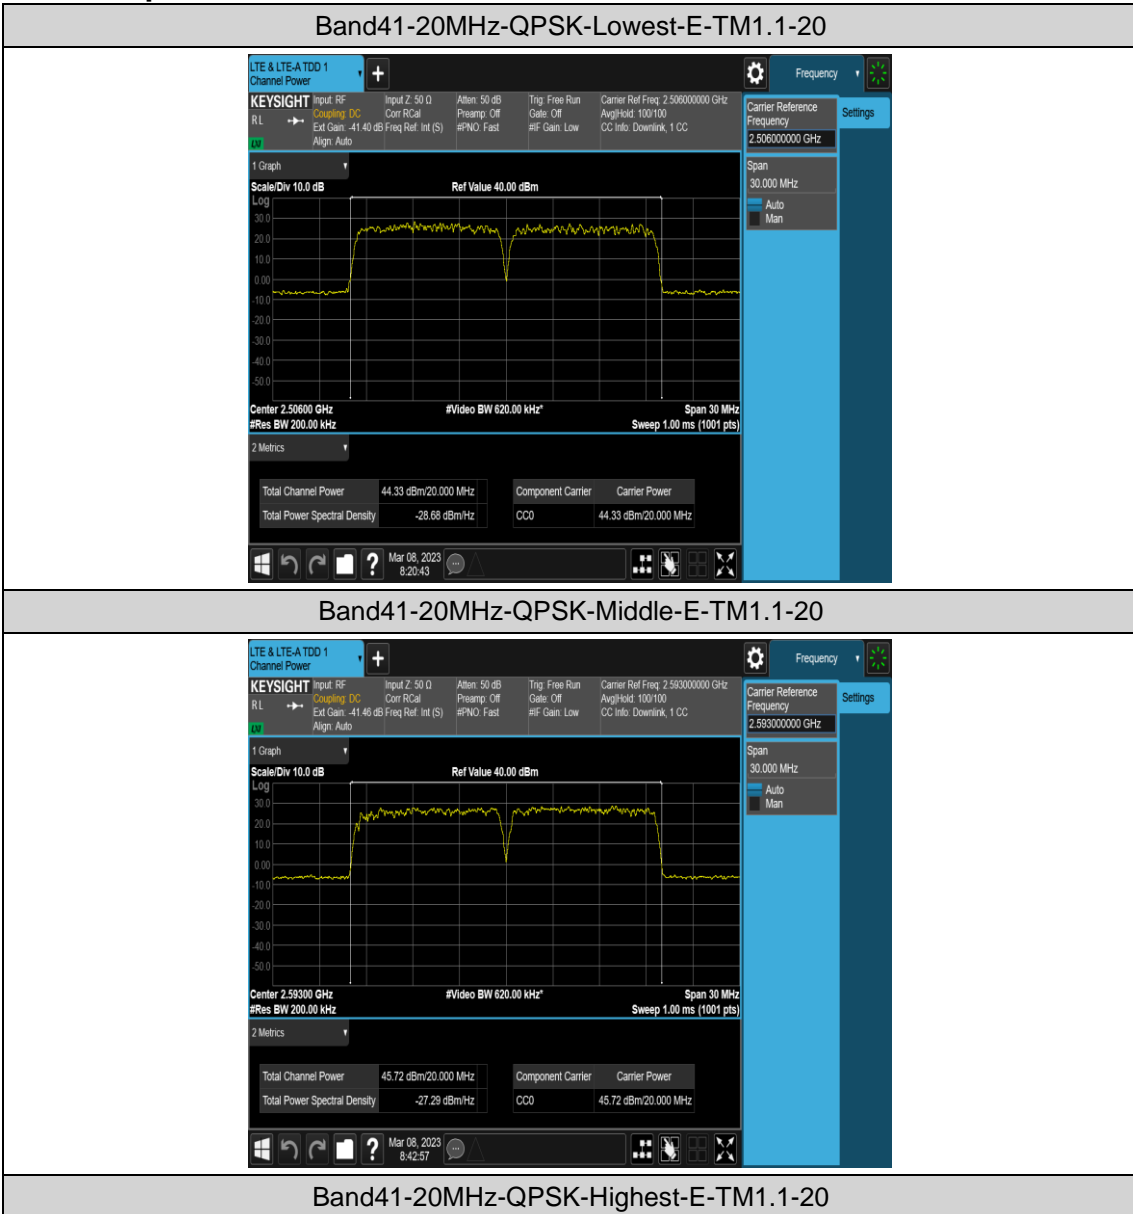 Band41-20MHz-QPSK-Lowest-E-TM1.1-20
LTE & LTE-A TDD 1
Channel Power
Frequency
KEYSIGHT Input: RF Input Z: 50 Ω Atten: 50 dB Trig: Free Run Carrier Ref Freq: 2.506000000 GHz
Coupling: DC Corr RCal Preamp: Off Gate: Off Avg|Hold: 100/100
R L Ext Gain: -41.40 dB Freq Ref: Int (S) #PNO: Fast #IF Gain: Low CC Info: Downlink, 1 CC
Align: Auto
Carrier Reference
Frequency
2.506000000 GHz
Settings
Span
30.000 MHz
Auto
Man
1 Graph
Scale/Div 10.0 dB Ref Value 40.00 dBm
Log
30.0
20.0
10.0
0.00
-10.0
-20.0
-30.0
-40.0
-50.0
Center 2.50600 GHz #Video BW 620.00 kHz* Span 30 MHz
#Res BW 200.00 kHz Sweep 1.00 ms (1001 pts)
2 Metrics
Total Channel Power 44.33 dBm/20.000 MHz Component Carrier Carrier Power
Total Power Spectral Density -28.68 dBm/Hz CC0 44.33 dBm/20.000 MHz
? Mar 08, 2023
8:20:43
Band41-20MHz-QPSK-Middle-E-TM1.1-20
LTE & LTE-A TDD 1
Channel Power
Frequency
KEYSIGHT Input: RF Input Z: 50 Ω Atten: 50 dB Trig: Free Run Carrier Ref Freq: 2.593000000 GHz
Coupling: DC Corr RCal Preamp: Off Gate: Off Avg|Hold: 100/100
R L Ext Gain: -41.46 dB Freq Ref: Int (S) #PNO: Fast #IF Gain: Low CC Info: Downlink, 1 CC
Align: Auto
Carrier Reference
Frequency
2.593000000 GHz
Settings
Span
30.000 MHz
Auto
Man
1 Graph
Scale/Div 10.0 dB Ref Value 40.00 dBm
Log
30.0
20.0
10.0
0.00
-10.0
-20.0
-30.0
-40.0
-50.0
Center 2.59300 GHz #Video BW 620.00 kHz* Span 30 MHz
#Res BW 200.00 kHz Sweep 1.00 ms (1001 pts)
2 Metrics
Total Channel Power 45.72 dBm/20.000 MHz Component Carrier Carrier Power
Total Power Spectral Density -27.29 dBm/Hz CC0 45.72 dBm/20.000 MHz
? Mar 08, 2023
8:42:57
Band41-20MHz-QPSK-Highest-E-TM1.1-20